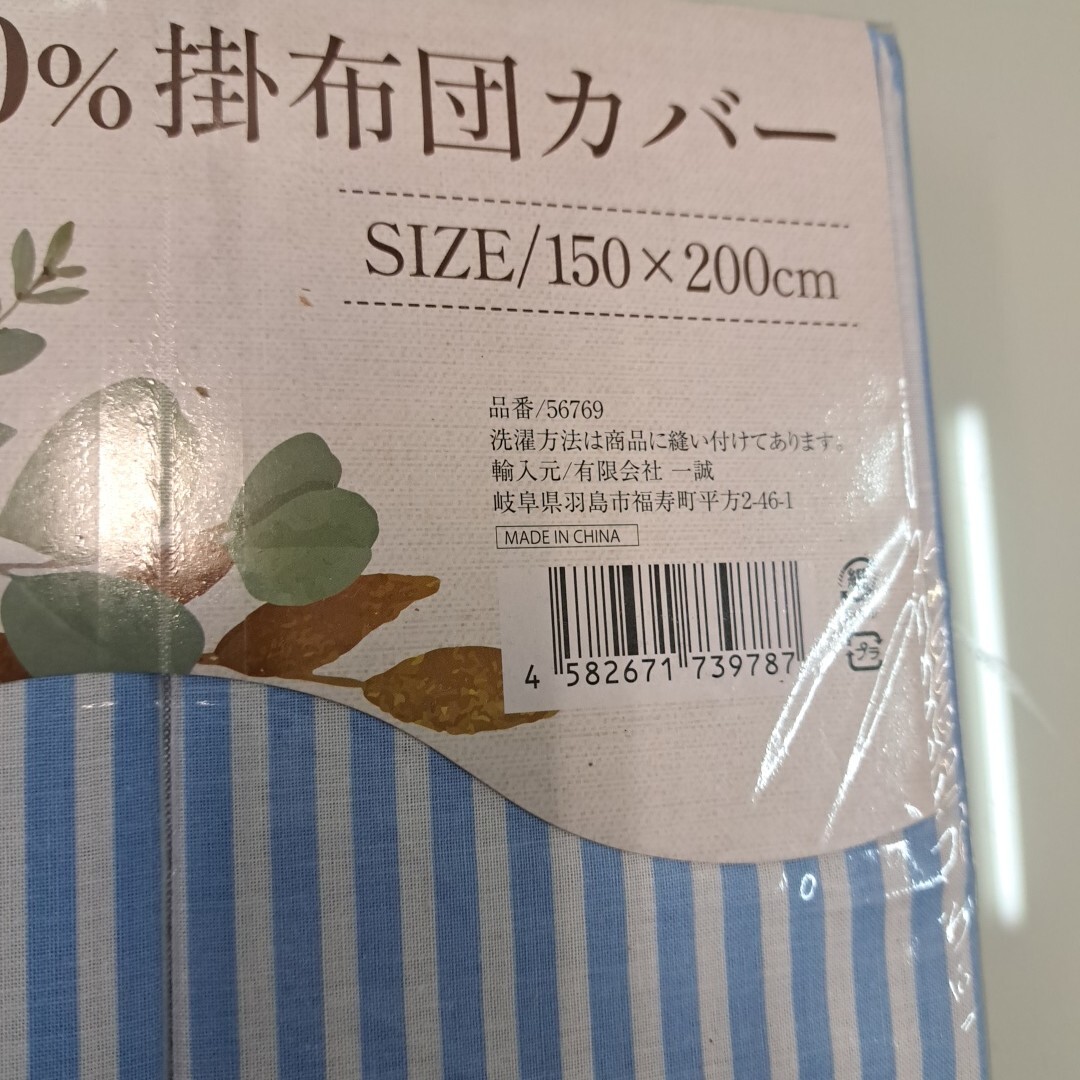 0%掛布団カバー
SIZE/150×200cm
品番/56769
洗濯方法は商品に縫い付けてあります。
輸入元/有限会社 一誠
岐阜県羽島市福寿町平方2-46-1
MADE IN CHINA
4 582671 739787
プラ